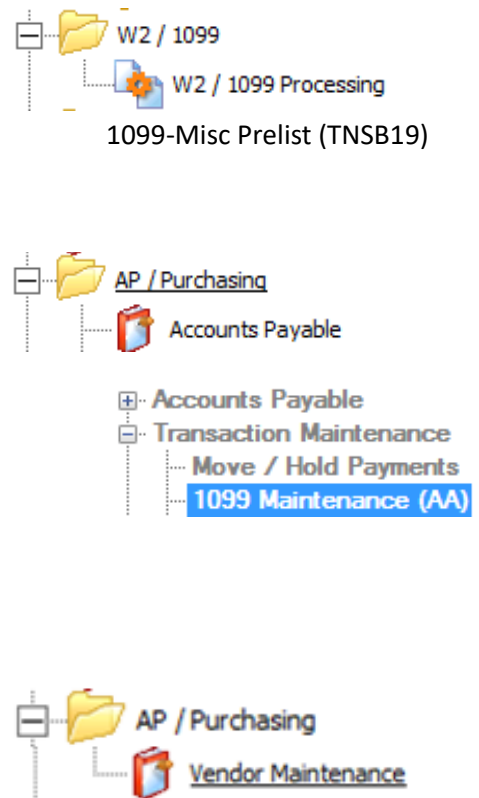 W2 / 1099
W2 / 1099 Processing
1099-Misc Prelist (TNSB19)
AP / Purchasing
Accounts Payable
Accounts Payable
Transaction Maintenance
Move / Hold Payments
1099 Maintenance (AA)
AP / Purchasing
Vendor Maintenance